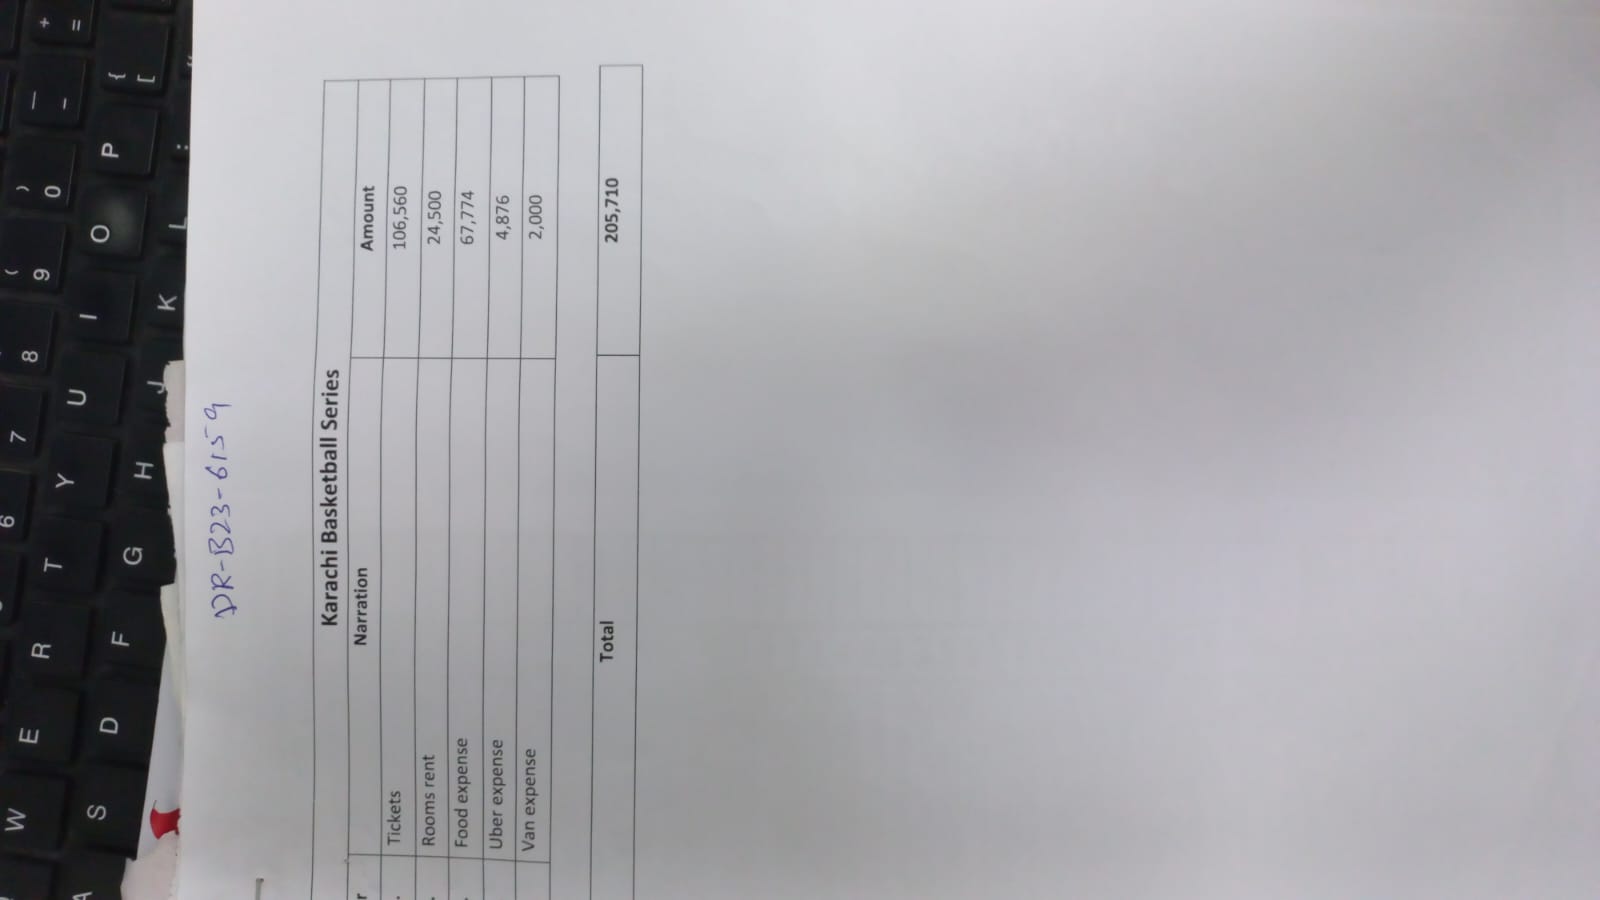 DR-B23-6159
Karachi Basketball Series
r Narration Amount
. Tickets 106,560
. Rooms rent 24,500
. Food expense 67,774
Uber expense 4,876
Van expense 2,000
Total 205,710
+ =
— - { [
) 0 P :
( 9 O L
8 I K
7 U J
6 Y H
T G
R F
E D
W S
A